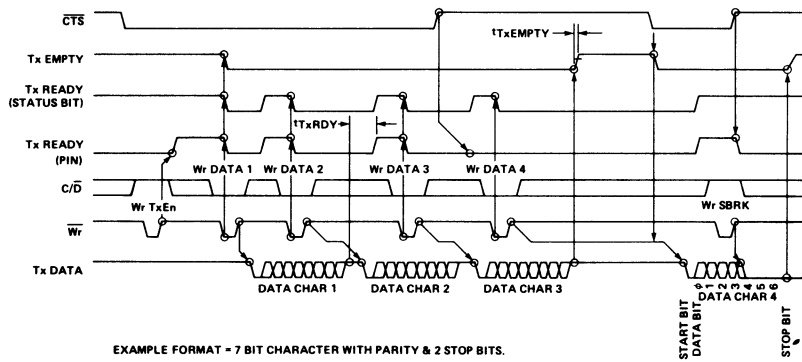 CTS
tTxEMPTY
Tx EMPTY
Tx READY
(STATUS BIT)
tTxRDY
Tx READY
(PIN)
Wr DATA 1 Wr DATA 2 Wr DATA 3 Wr DATA 4
C/D
Wr TxEn Wr SBRK
Wr
Tx DATA
DATA CHAR 1 DATA CHAR 2 DATA CHAR 3 DATA CHAR 4
φ 1 2 3 4 5 6
START BIT
DATA BIT
STOP BIT
EXAMPLE FORMAT = 7 BIT CHARACTER WITH PARITY & 2 STOP BITS.